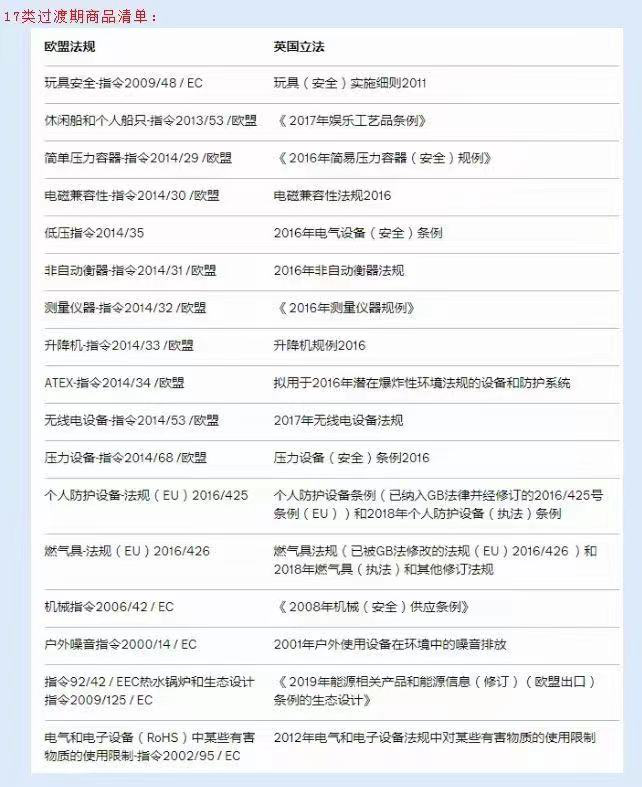 17类过渡期商品清单：
欧盟法规 英国立法
玩具安全-指令2009/48 / EC 玩具（安全）实施细则2011
休闲船和个人船只-指令2013/53 /欧盟 《2017年娱乐工艺品条例》
简单压力容器-指令2014/29 /欧盟 《2016年简易压力容器（安全）规例》
电磁兼容性-指令2014/30 /欧盟 电磁兼容性法规2016
低压指令2014/35 2016年电气设备（安全）条例
非自动衡器-指令2014/31 /欧盟 2016年非自动衡器法规
测量仪器-指令2014/32 /欧盟 《2016年测量仪器规例》
升降机-指令2014/33 /欧盟 升降机规例2016
ATEX-指令2014/34 /欧盟 拟用于2016年潜在爆炸性环境法规的设备和防护系统
无线电设备-指令2014/53 /欧盟 2017年无线电设备法规
压力设备-指令2014/68 /欧盟 压力设备（安全）条例2016
个人防护设备-法规（EU）2016/425 个人防护设备条例（已纳入GB法律并经修订的2016/425号
条例（EU））和2018年个人防护设备（执法）条例
燃气具-法规（EU）2016/426 燃气具法规（已被GB法修改的法规（EU）2016/426 ）和
2018年燃气具（执法）和其他修订法规
机械指令2006/42 / EC 《2008年机械（安全）供应条例》
户外噪音指令2000/14 / EC 2001年户外使用设备在环境中的噪音排放
指令92/42 / EEC热水锅炉和生态设计 《2019年能源相关产品和能源信息（修订）（欧盟出口）
指令2009/125 / EC 条例的生态设计》
电气和电子设备（RoHS）中某些有害 2012年电气和电子设备法规中对某些有害物质的使用限制
物质的使用限制-指令2002/95 / EC